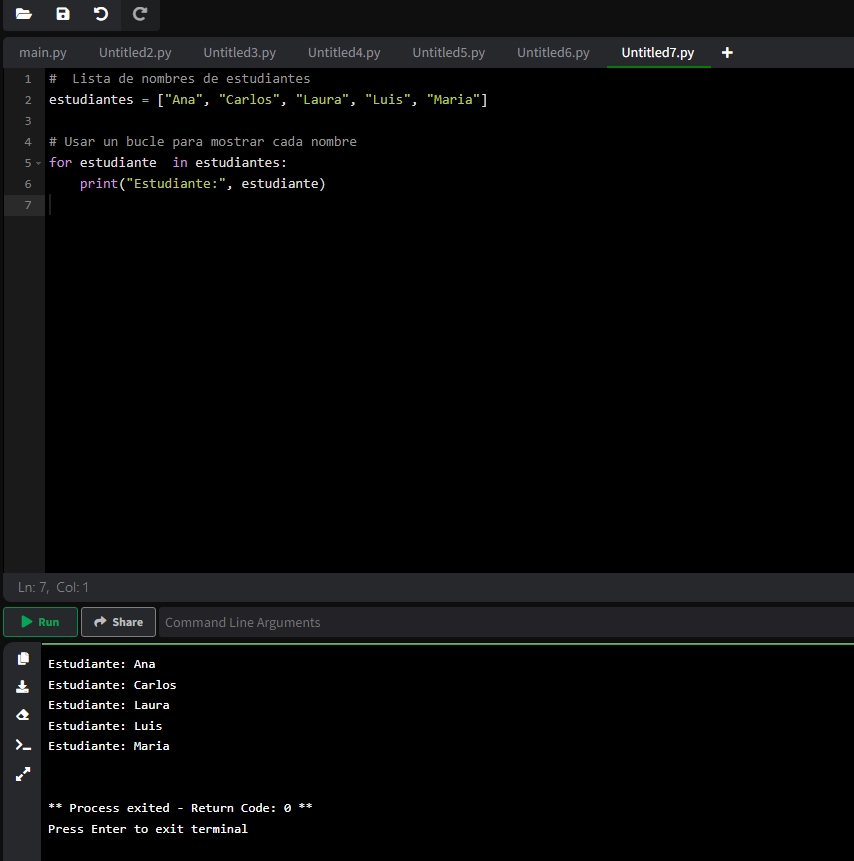 main.py Untitled2.py Untitled3.py Untitled4.py Untitled5.py Untitled6.py Untitled7.py +
1 #  Lista de nombres de estudiantes
2 estudiantes = ["Ana", "Carlos", "Laura", "Luis", "Maria"]
3
4 # Usar un bucle para mostrar cada nombre
5 for estudiante  in estudiantes:
6     print("Estudiante:", estudiante)
7
Ln: 7, Col: 1
Run Share Command Line Arguments
Estudiante: Ana
Estudiante: Carlos
Estudiante: Laura
Estudiante: Luis
Estudiante: Maria
** Process exited - Return Code: 0 **
Press Enter to exit terminal